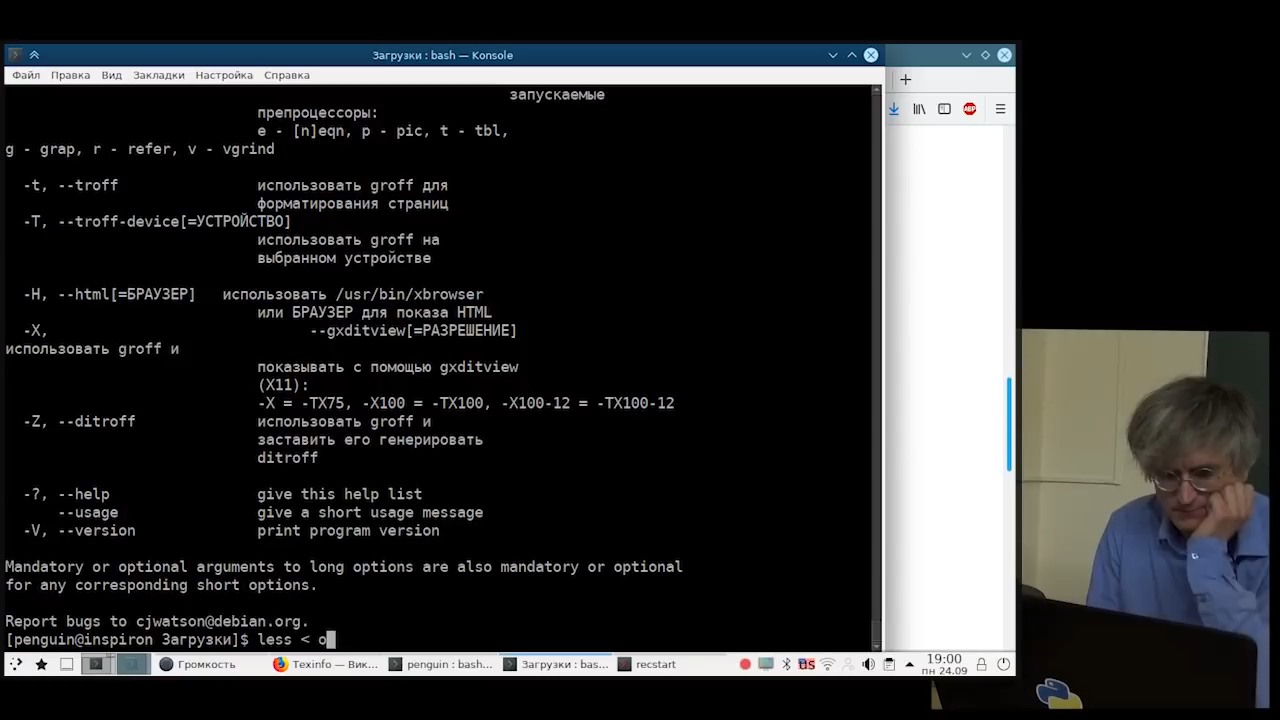 Загрузки : bash — Konsole
Файл Правка Вид Закладки Настройка Справка
запускаемые
препроцессоры:
e - [n]eqn, p - pic, t - tbl,
g - grap, r - refer, v - vgrind
-t, --troff использовать groff для
форматирования страниц
-T, --troff-device[=УСТРОЙСТВО]
использовать groff на
выбранном устройстве
-H, --html[=БРАУЗЕР] использовать /usr/bin/xbrowser
или БРАУЗЕР для показа HTML
-X, --gxditview[=РАЗРЕШЕНИЕ]
использовать groff и
показывать с помощью gxditview
(X11):
-X = -TX75, -X100 = -TX100, -X100-12 = -TX100-12
-Z, --ditroff использовать groff и
заставить его генерировать
ditroff
-?, --help give this help list
--usage give a short usage message
-V, --version print program version
Mandatory or optional arguments to long options are also mandatory or optional
for any corresponding short options.
Report bugs to cjwatson@debian.org.
[penguin@inspiron Загрузки]$ less < o
Громкость Texinfo — Вик... penguin : bash... Загрузки : bas... recstart US 19:00
пн 24.09
ABP